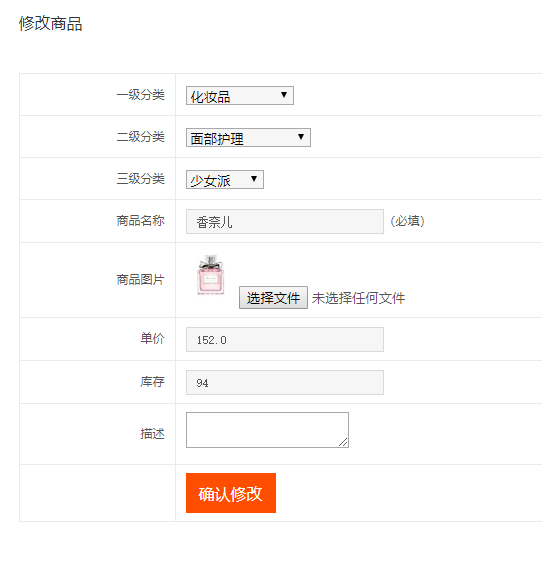 修改商品
一级分类 化妆品
二级分类 面部护理
三级分类 少女派
商品名称 香奈儿 (必填)
商品图片 选择文件 未选择任何文件
单价 152.0
库存 94
描述
确认修改